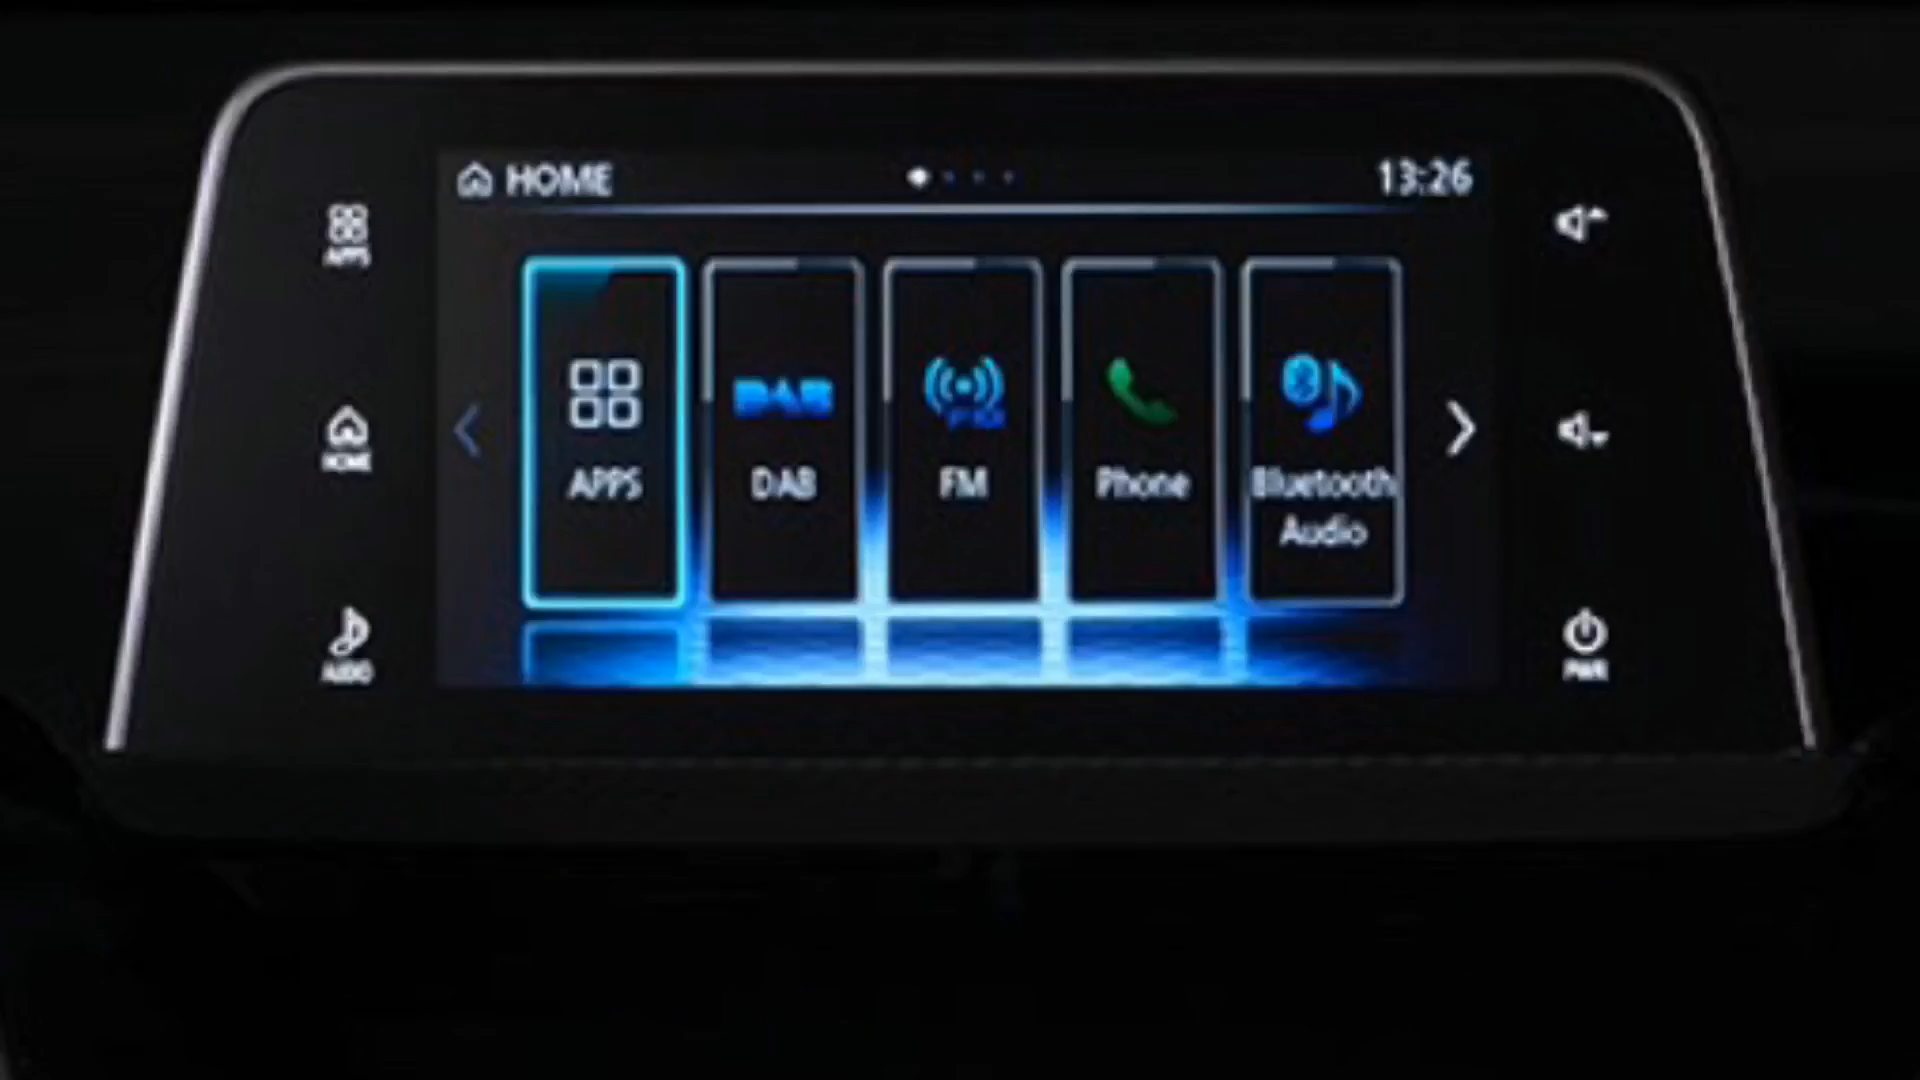 HOME
13:26
APPS
HOME
AUDIO
DAB
APPS
DAB
FM
Phone
Bluetooth
Audio
PWR